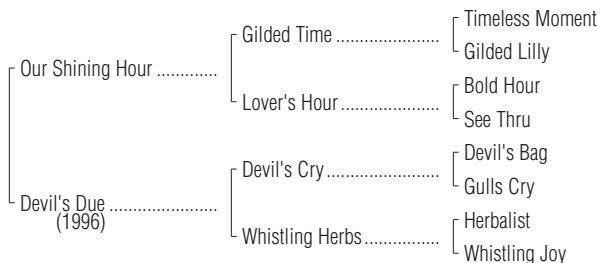 Timeless Moment
Gilded Time ......................
Gilded Lilly
Our Shining Hour .............
Bold Hour
Lover's Hour .....................
See Thru
Devil's Bag
Devil's Cry ........................
Gulls Cry
Devil's Due .......................
(1996)
Herbalist
Whistling Herbs ................
Whistling Joy